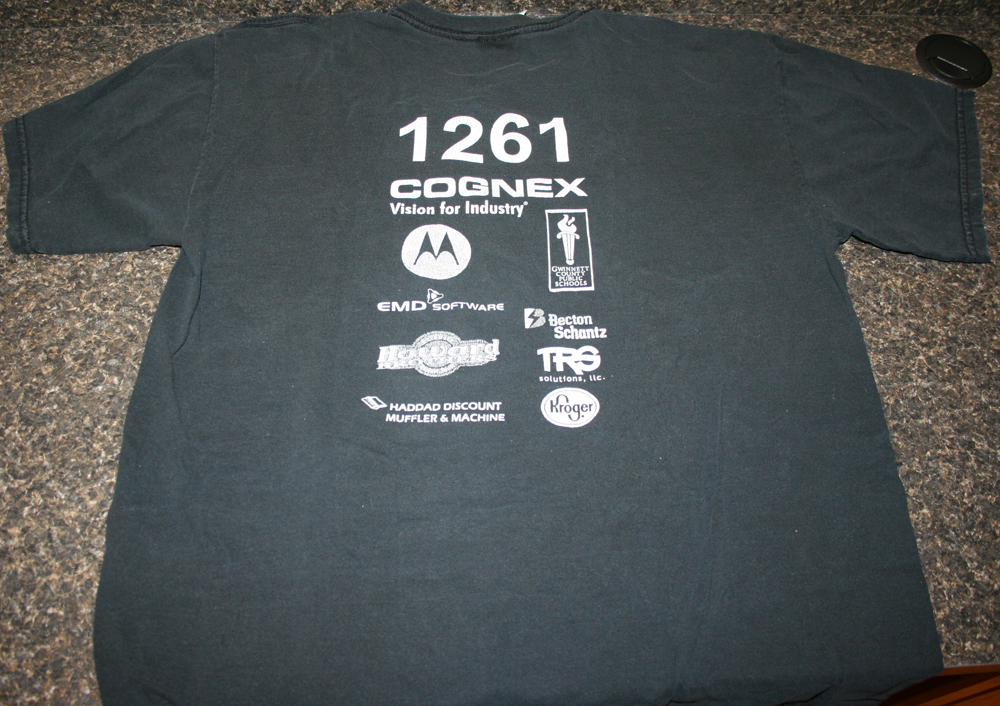 1261
COGNEX
Vision for Industry®
GWINNETT
COUNTY
PUBLIC
SCHOOLS
EMD SOFTWARE
Becton
Schantz
Howard
TRS
solutions, llc.
HADDAD DISCOUNT
MUFFLER & MACHINE
Kroger